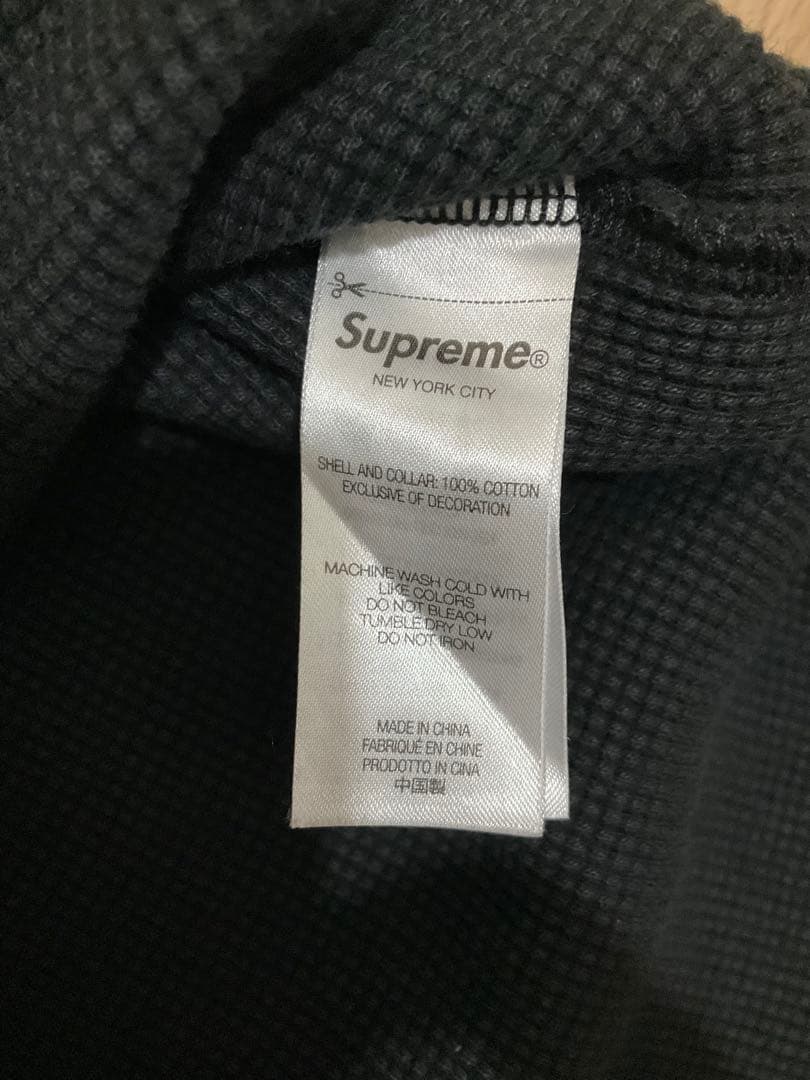 Supreme®
NEW YORK CITY
SHELL AND COLLAR: 100% COTTON
EXCLUSIVE OF DECORATION
MACHINE WASH COLD WITH
LIKE COLORS
DO NOT BLEACH
TUMBLE DRY LOW
DO NOT IRON
MADE IN CHINA
FABRIQUÉ EN CHINE
PRODOTTO IN CINA
中国製